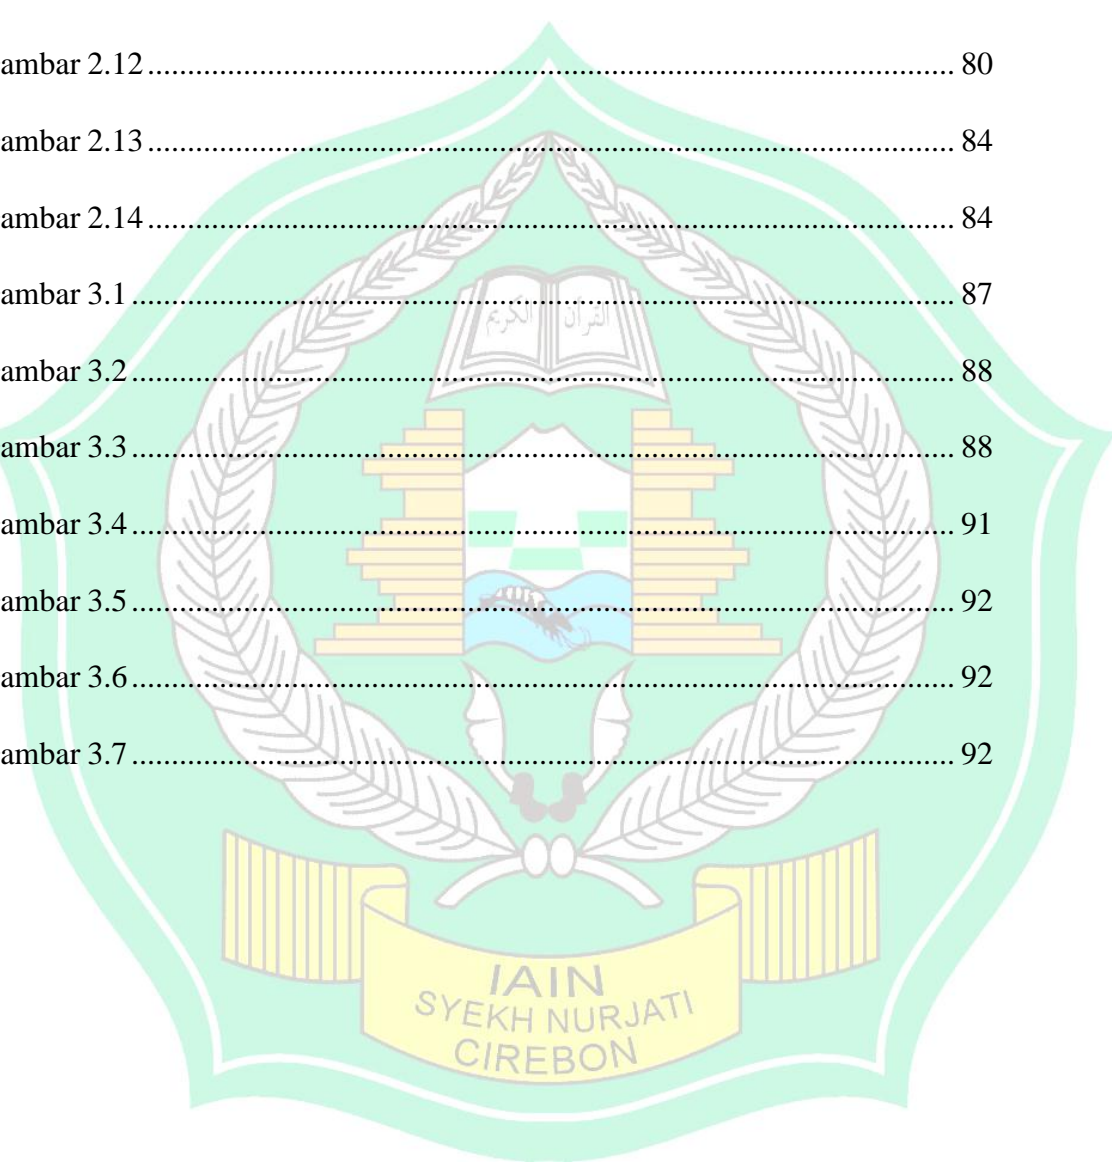 ambar 2.12 .................................................................................................... 80
ambar 2.13 .................................................................................................... 84
ambar 2.14 .................................................................................................... 84
ambar 3.1 ...................................................................................................... 87
القرآن الكريم
ambar 3.2 ...................................................................................................... 88
ambar 3.3 ...................................................................................................... 88
ambar 3.4 ...................................................................................................... 91
ambar 3.5 ...................................................................................................... 92
ambar 3.6 ...................................................................................................... 92
ambar 3.7 ...................................................................................................... 92
IAIN
SYEKH NURJATI
CIREBON